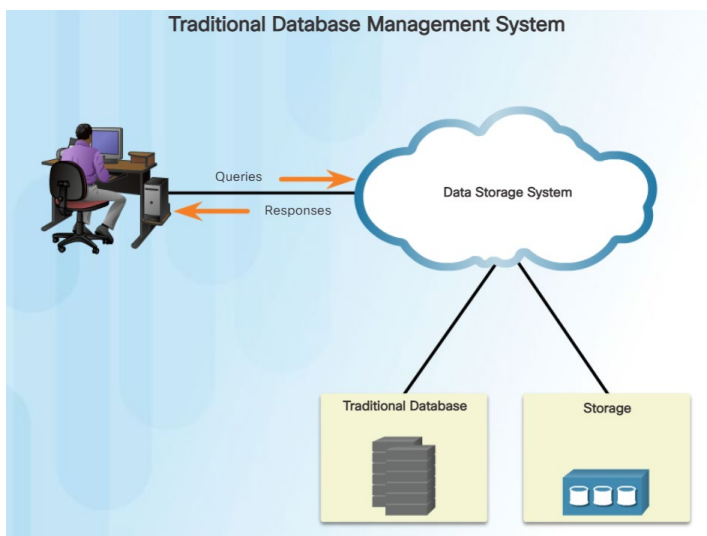 Traditional Database Management System
Queries
Responses
Data Storage System
Traditional Database
Storage